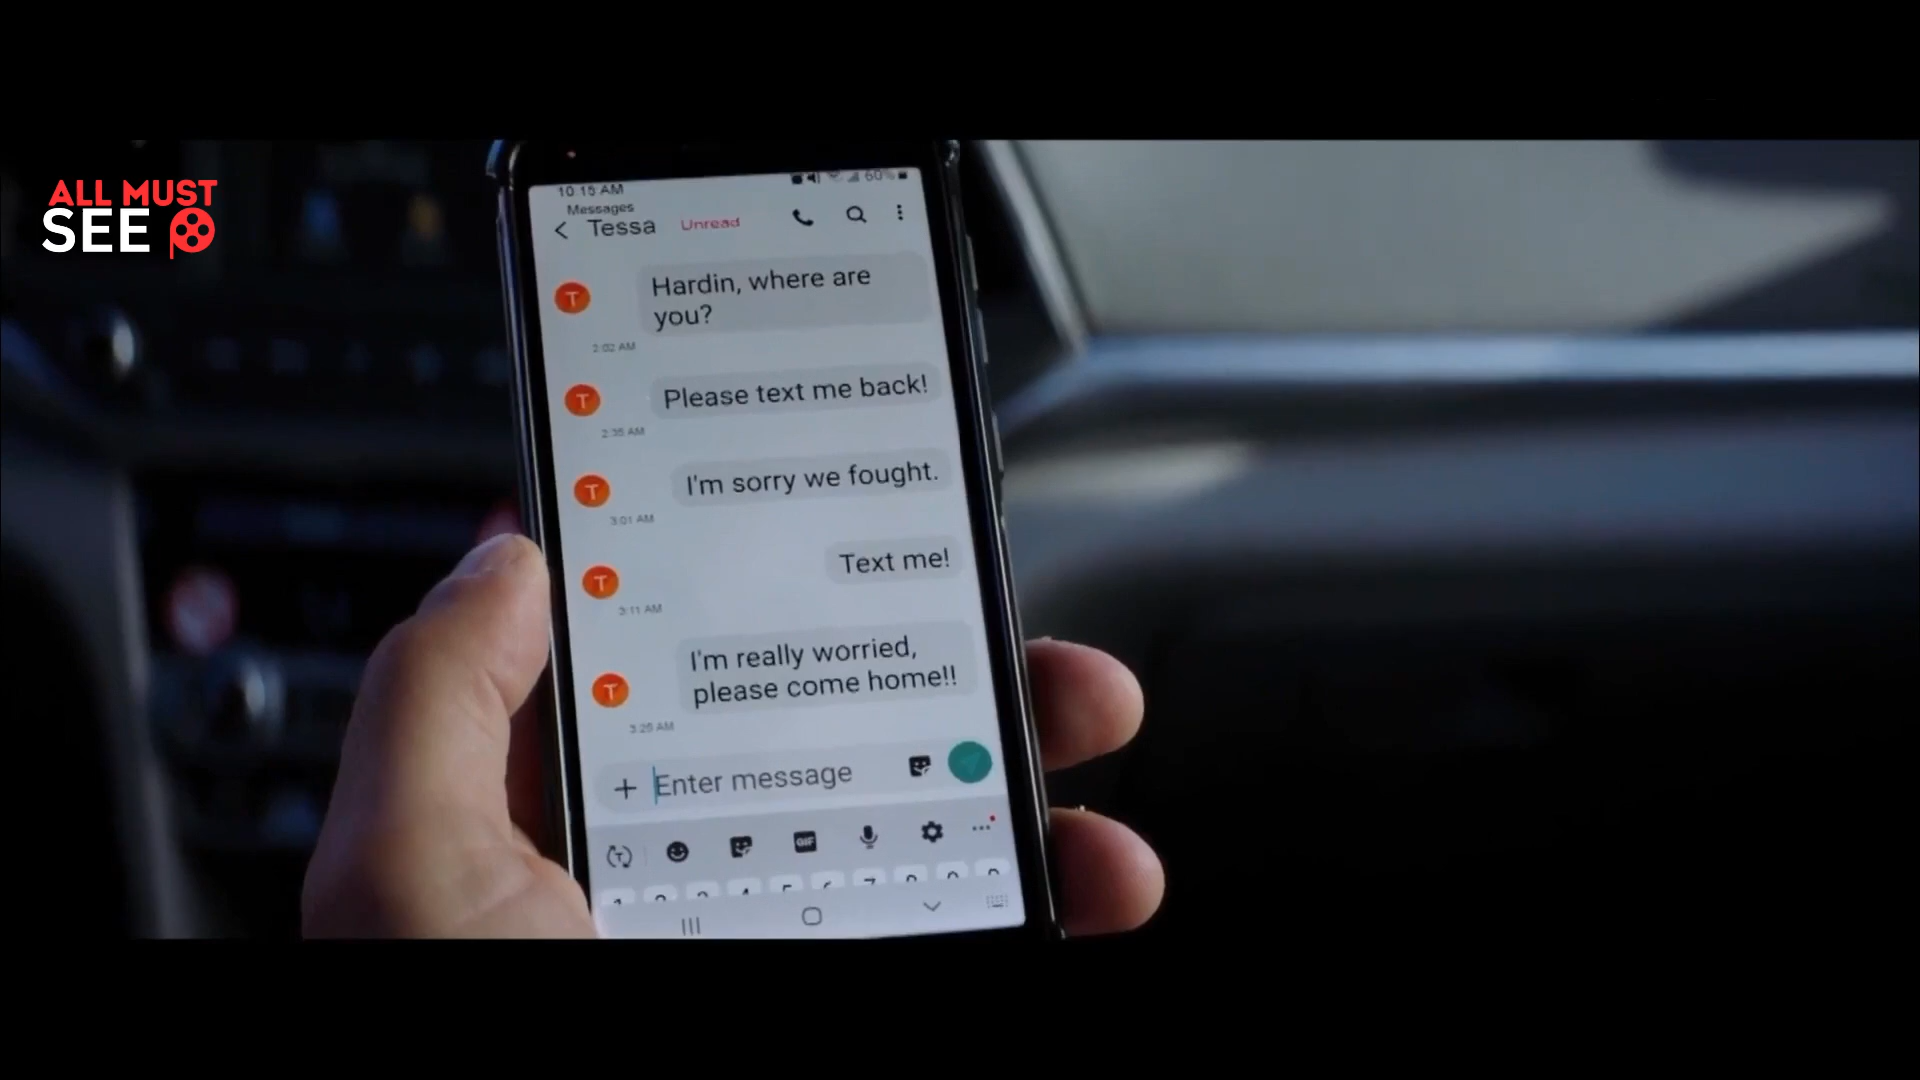 ALL MUST
SEE
10:15 AM
60%
Messages
Tessa Unread
T
Hardin, where are
you?
2:02 AM
T
Please text me back!
2:35 AM
T
I'm sorry we fought.
3:01 AM
T
Text me!
3:11 AM
T
I'm really worried,
please come home!!
3:25 AM
Enter message
T
GIF